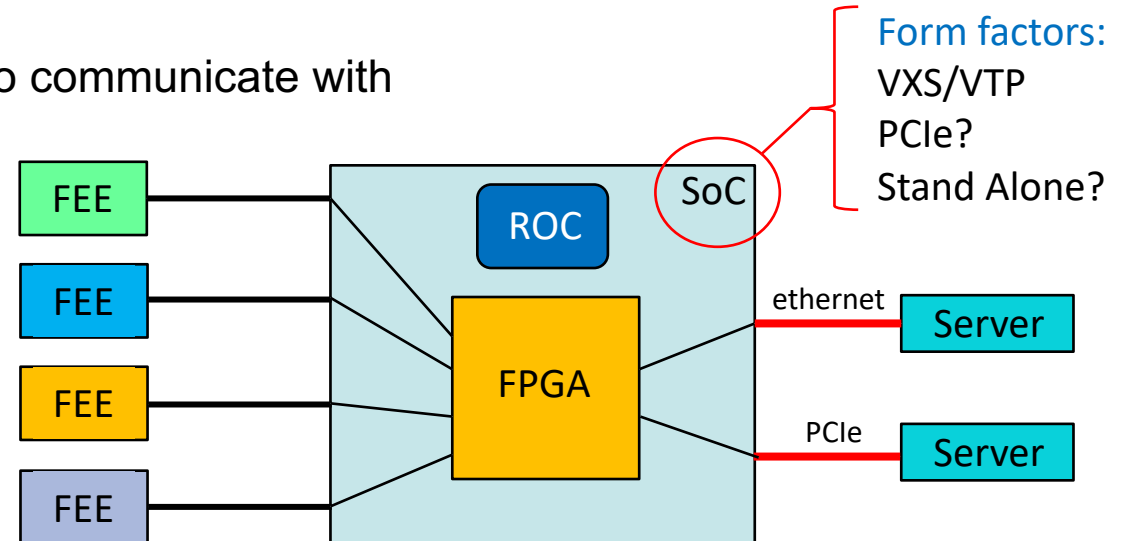 o communicate with
Form factors:
VXS/VTP
PCIe?
Stand Alone?
SoC
FEE
ROC
FEE
ethernet
Server
FPGA
FEE
PCIe
Server
FEE